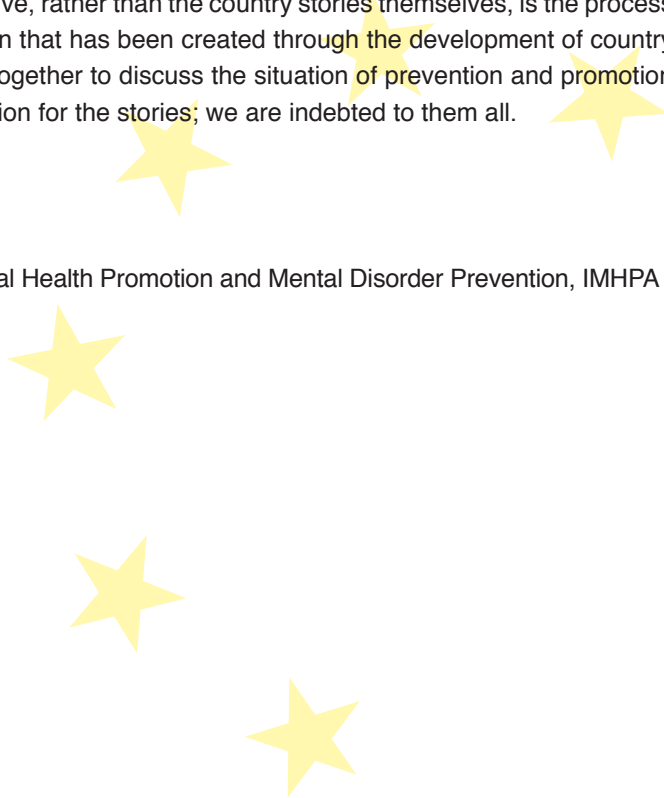 ve, rather than the country stories themselves, is the process
n that has been created through the development of country
ogether to discuss the situation of prevention and promotion
ion for the stories; we are indebted to them all.
al Health Promotion and Mental Disorder Prevention, IMHPA